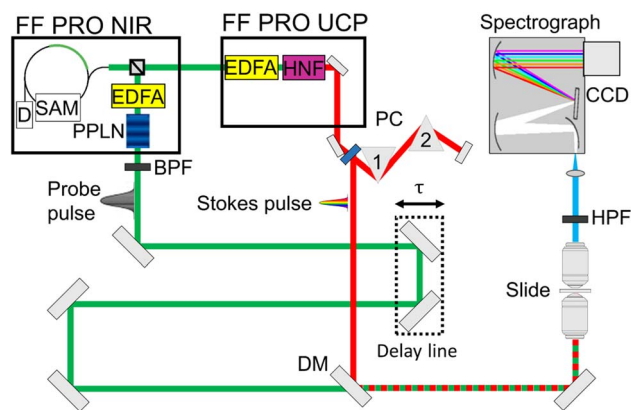 FF PRO NIR
FF PRO UCP
Spectrograph
EDFA
HNF
D
SAM
EDFA
PPLN
CCD
PC
1
2
BPF
Probe
pulse
Stokes pulse
τ
HPF
Slide
Delay line
DM